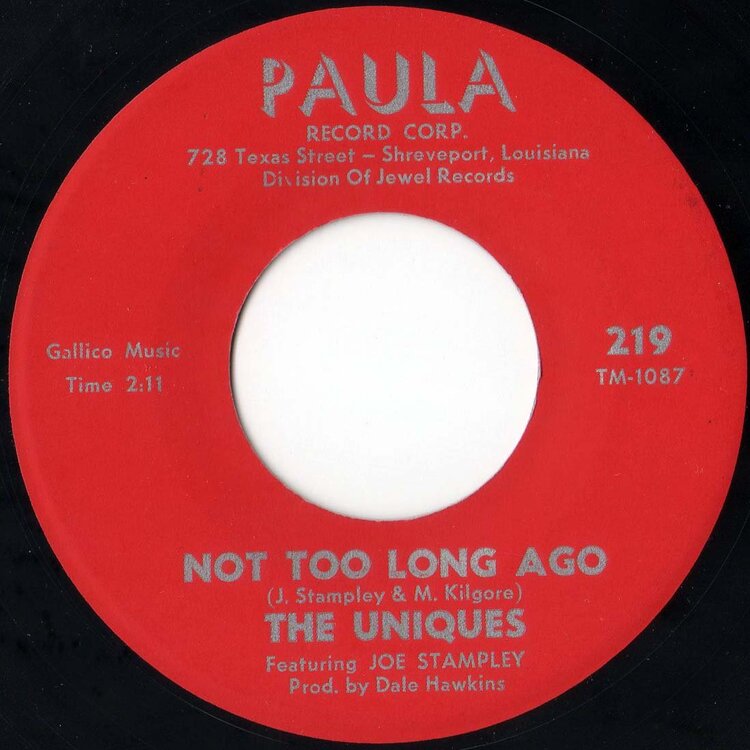 PAULA
RECORD CORP.
728 Texas Street – Shreveport, Louisiana
Division Of Jewel Records
Gallico Music
Time 2:11
219
TM-1087
NOT TOO LONG AGO
(J. Stampley & M. Kilgore)
THE UNIQUES
Featuring JOE STAMPLEY
Prod. by Dale Hawkins